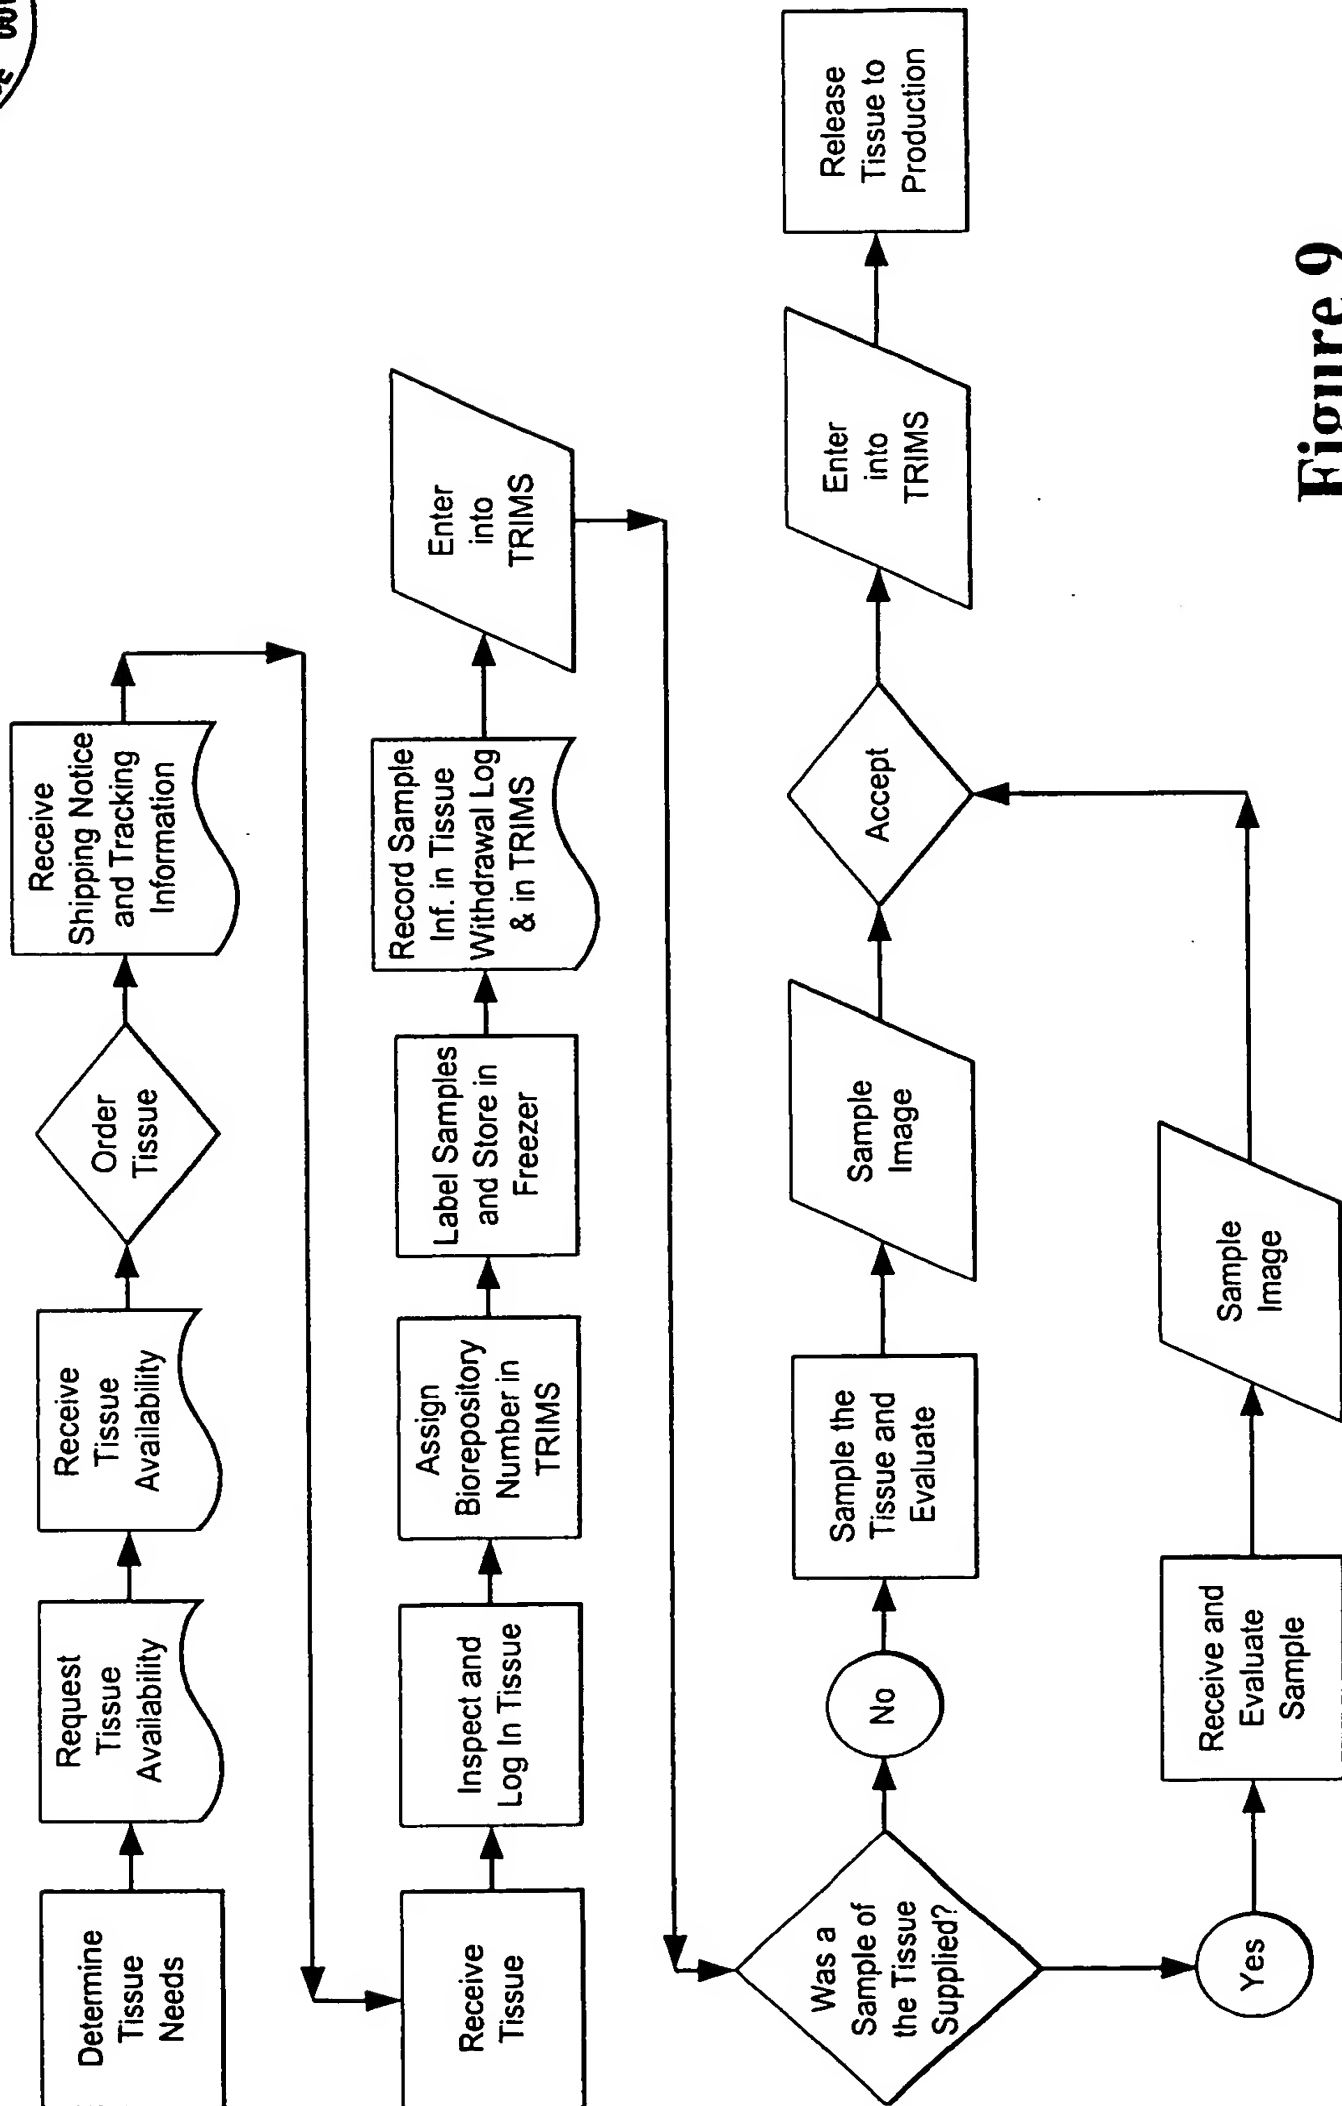 Determine
Tissue
Needs
Request
Tissue
Availability
Receive
Tissue
Availability
Order
Tissue
Receive
Shipping Notice
and Tracking
Information
Receive
Tissue
Inspect and
Log In Tissue
Assign
Biorepository
Number in
TRIMS
Label Samples
and Store in
Freezer
Record Sample
Inf. in Tissue
Withdrawal Log
& in TRIMS
Enter
into
TRIMS
Was a
Sample of
the Tissue
Supplied?
No
Sample the
Tissue and
Evaluate
Sample
Image
Accept
Enter
into
TRIMS
Release
Tissue to
Production
Yes
Receive and
Evaluate
Sample
Sample
Image
Figure 9